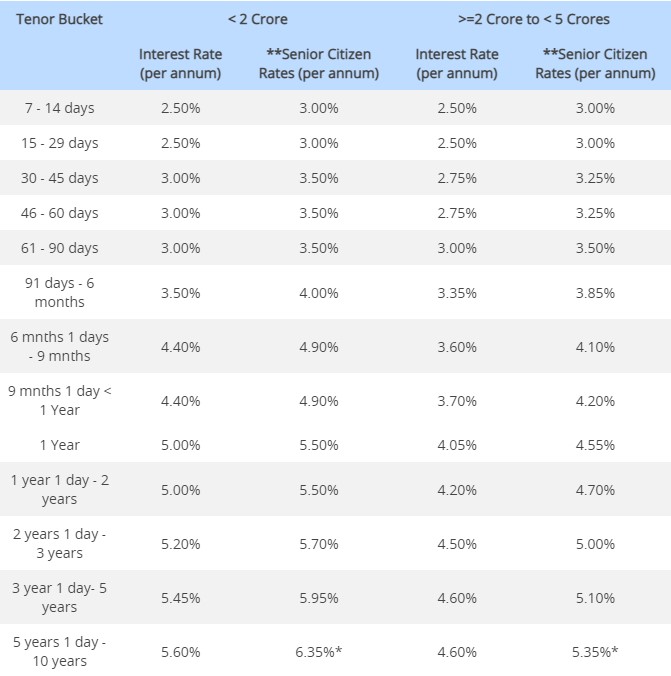 Tenor Bucket < 2 Crore >=2 Crore to < 5 Crores
Interest Rate **Senior Citizen Interest Rate **Senior Citizen
(per annum) Rates (per annum) (per annum) Rates (per annum)
7 - 14 days 2.50% 3.00% 2.50% 3.00%
15 - 29 days 2.50% 3.00% 2.50% 3.00%
30 - 45 days 3.00% 3.50% 2.75% 3.25%
46 - 60 days 3.00% 3.50% 2.75% 3.25%
61 - 90 days 3.00% 3.50% 3.00% 3.50%
91 days - 6
months 3.50% 4.00% 3.35% 3.85%
6 mnths 1 days
- 9 mnths 4.40% 4.90% 3.60% 4.10%
9 mnths 1 day <
1 Year 4.40% 4.90% 3.70% 4.20%
1 Year 5.00% 5.50% 4.05% 4.55%
1 year 1 day - 2
years 5.00% 5.50% 4.20% 4.70%
2 years 1 day -
3 years 5.20% 5.70% 4.50% 5.00%
3 year 1 day- 5
years 5.45% 5.95% 4.60% 5.10%
5 years 1 day -
10 years 5.60% 6.35%* 4.60% 5.35%*